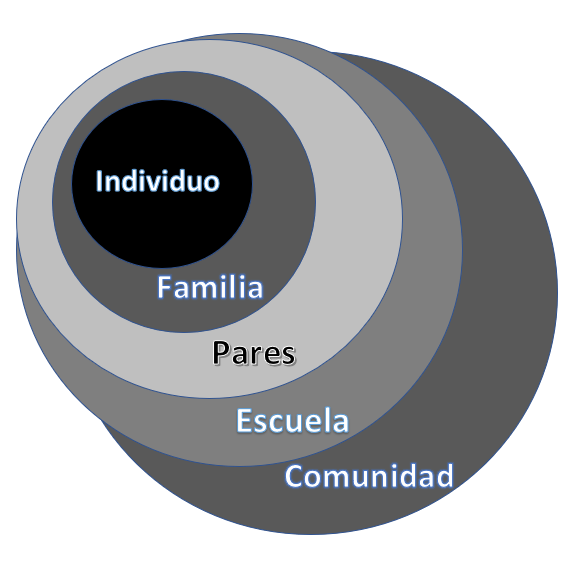 Individuo
Familia
Pares
Escuela
Comunidad